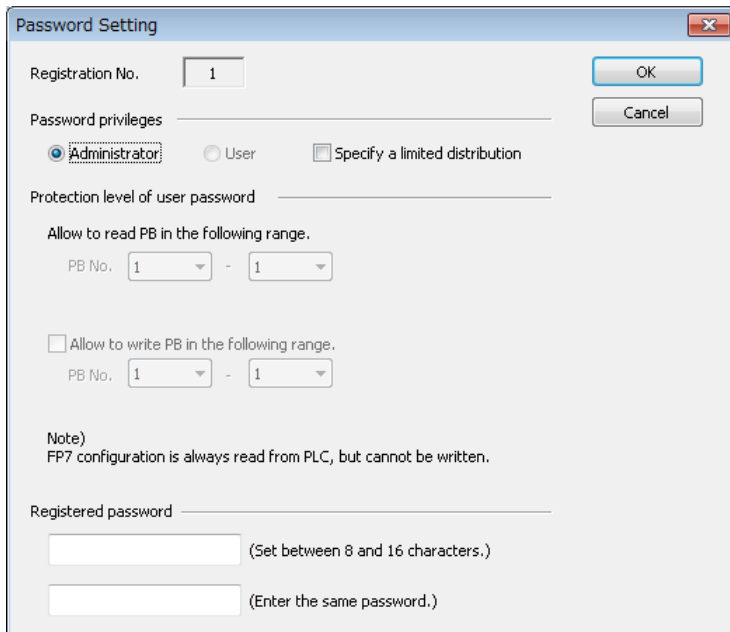 Password Setting
Registration No. 1
OK
Cancel
Password privileges
Administrator User Specify a limited distribution
Protection level of user password
Allow to read PB in the following range.
PB No. 1 - 1
Allow to write PB in the following range.
PB No. 1 - 1
Note)
FP7 configuration is always read from PLC, but cannot be written.
Registered password
(Set between 8 and 16 characters.)
(Enter the same password.)